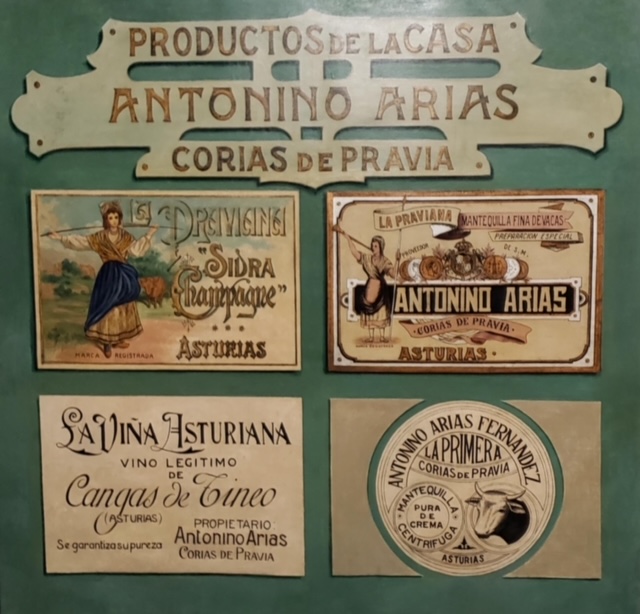 PRODUCTOS DE LA CASA
ANTONINO ARIAS
CORIAS DE PRAVIA
LA PRAVIANA
"SIDRA
Champagne"
ASTURIAS
MARCA REGISTRADA
LA PRAVIANA
MANTEQUILLA FINA DE VACAS
PREPARACION ESPECIAL
PROVEEDOR
DE S.M.
ANTONINO ARIAS
CORIAS DE PRAVIA
ASTURIAS
LA VIÑA ASTURIANA
VINO LEGITIMO
DE
Cangas de Tineo
(ASTURIAS)
PROPIETARIO
Antonino Arias
Se garantiza su pureza
CORIAS DE PRAVIA
ANTONINO ARIAS FERNANDEZ
LA PRIMERA
CORIAS DE PRAVIA
MANTEQUILLA
PURA
DE
CREMA
CENTRIFUGA
ASTURIAS